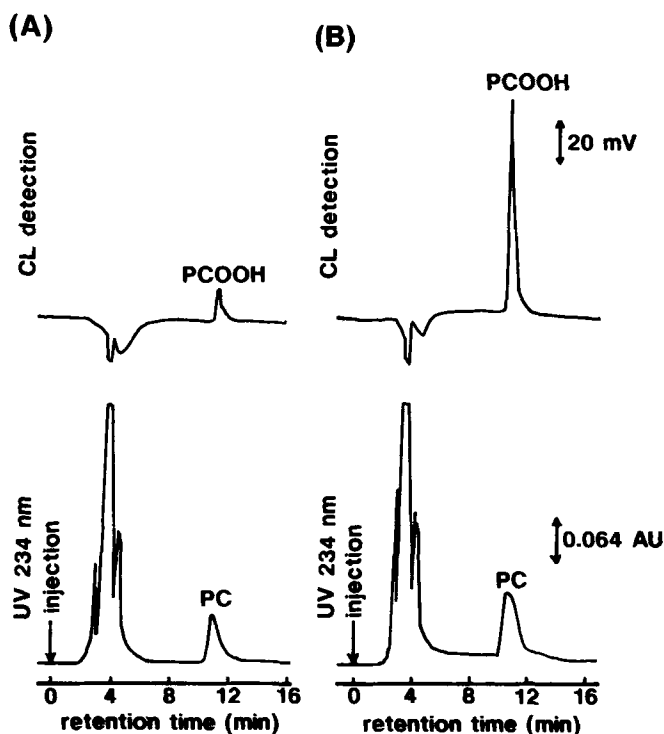 (A)
CL detection
PCOOH
UV 234 nm
injection
PC
0 4 8 12 16
retention time (min)
(B)
CL detection
PCOOH
20 mV
UV 234 nm
injection
0.064 AU
PC
0 4 8 12 16
retention time (min)